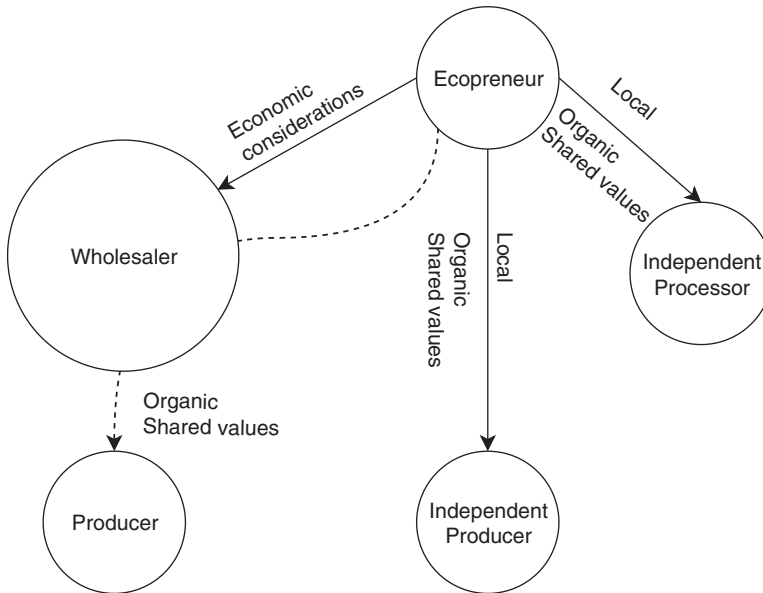 Ecopreneur
Economic
considerations
Local
Organic
Shared values
Wholesaler
Local
Organic
Shared values
Independent
Processor
Organic
Shared values
Producer
Independent
Producer